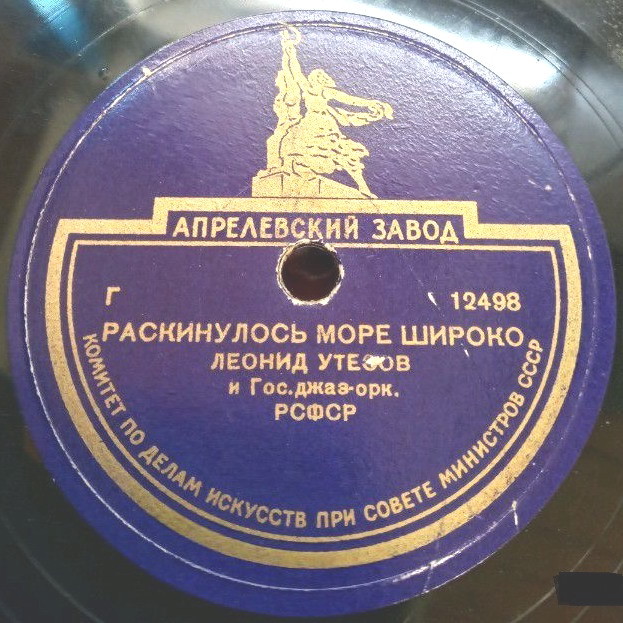 АПРЕЛЕВСКИЙ ЗАВОД
Г 12498
РАСКИНУЛОСЬ МОРЕ ШИРОКО
ЛЕОНИД УТЕСОВ
и Гос.джаз-орк.
РСФСР
КОМИТЕТ ПО ДЕЛАМ ИСКУССТВ ПРИ СОВЕТЕ МИНИСТРОВ СССР